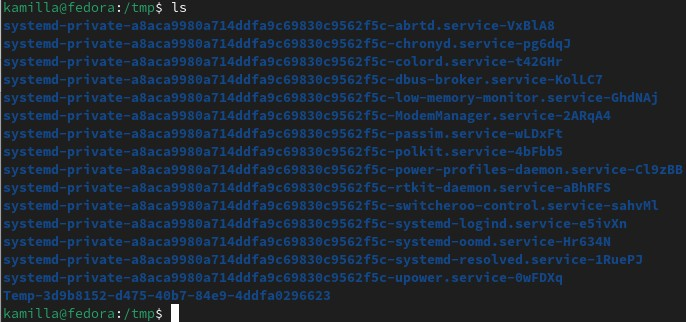 kamilla@fedora:/tmp$ ls
systemd-private-a8aca9980a714ddfa9c69830c9562f5c-abrtd.service-VxBlA8
systemd-private-a8aca9980a714ddfa9c69830c9562f5c-chronyd.service-pg6dqJ
systemd-private-a8aca9980a714ddfa9c69830c9562f5c-colord.service-t42GHr
systemd-private-a8aca9980a714ddfa9c69830c9562f5c-dbus-broker.service-KolLC7
systemd-private-a8aca9980a714ddfa9c69830c9562f5c-low-memory-monitor.service-GhdNAj
systemd-private-a8aca9980a714ddfa9c69830c9562f5c-ModemManager.service-2ARqA4
systemd-private-a8aca9980a714ddfa9c69830c9562f5c-passim.service-wLDxFt
systemd-private-a8aca9980a714ddfa9c69830c9562f5c-polkit.service-4bFbb5
systemd-private-a8aca9980a714ddfa9c69830c9562f5c-power-profiles-daemon.service-Cl9zBB
systemd-private-a8aca9980a714ddfa9c69830c9562f5c-rtkit-daemon.service-aBhRFS
systemd-private-a8aca9980a714ddfa9c69830c9562f5c-switcheroo-control.service-sahvMl
systemd-private-a8aca9980a714ddfa9c69830c9562f5c-systemd-logind.service-e5ivXn
systemd-private-a8aca9980a714ddfa9c69830c9562f5c-systemd-oomd.service-Hr634N
systemd-private-a8aca9980a714ddfa9c69830c9562f5c-systemd-resolved.service-1RuePJ
systemd-private-a8aca9980a714ddfa9c69830c9562f5c-upower.service-0wFDXq
Temp-3d9b8152-d475-40b7-84e9-4ddfa0296623
kamilla@fedora:/tmp$